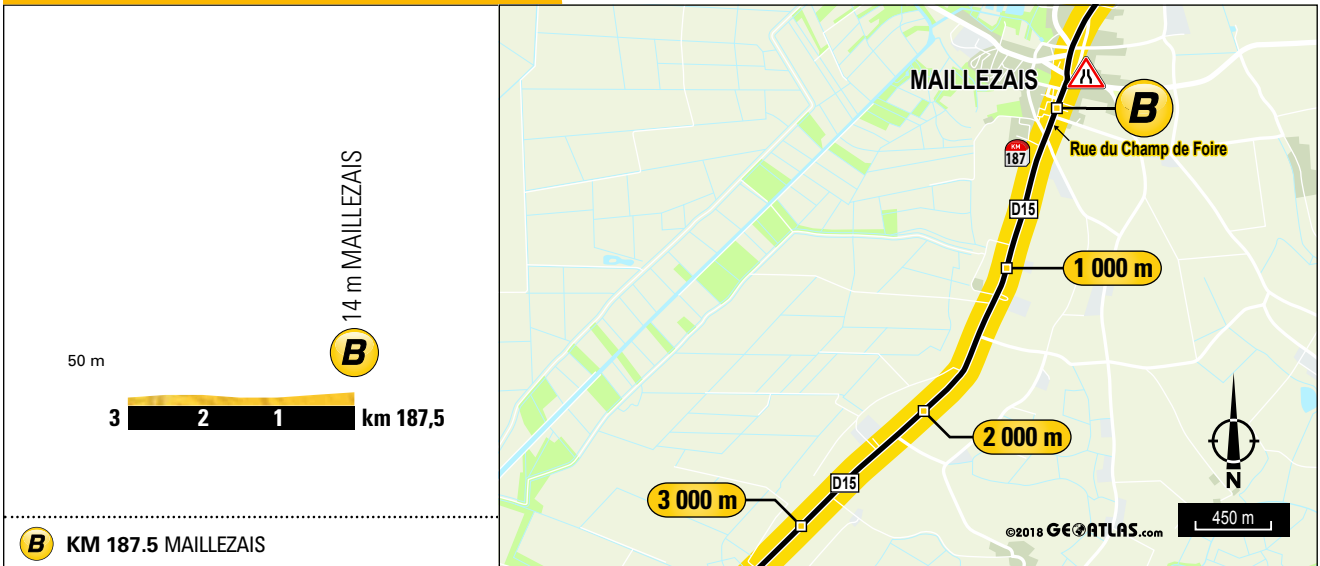 14 m MAILLEZAIS
B
50 m
3 2 1 km 187,5
B KM 187.5 MAILLEZAIS
MAILLEZAIS
B
Rue du Champ de Foire
KM
187
D15
1 000 m
2 000 m
D15
3 000 m
N
450 m
©2018 GEOATLAS.com